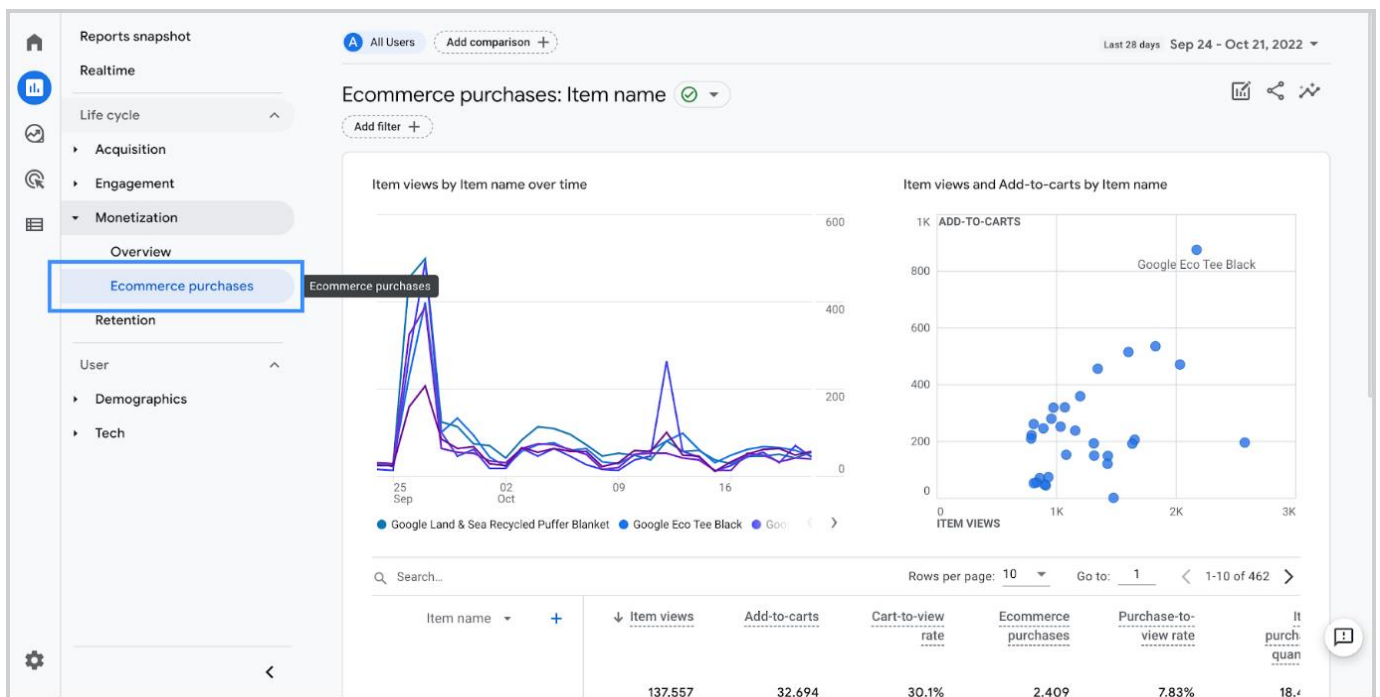 Reports snapshot
Realtime
Life cycle
Acquisition
Engagement
Monetization
Overview
Ecommerce purchases
Ecommerce purchases
Retention
User
Demographics
Tech
A All Users Add comparison +
Last 28 days Sep 24 - Oct 21, 2022
Ecommerce purchases: Item name
Add filter +
Item views by Item name over time
600
400
200
0
25 Sep
02 Oct
09
16
Google Land & Sea Recycled Puffer Blanket Google Eco Tee Black Goo
Item views and Add-to-carts by Item name
1K ADD-TO-CARTS
Google Eco Tee Black
800
600
400
200
0
0 1K 2K 3K
ITEM VIEWS
Search...
Rows per page: 10 Go to: 1 1-10 of 462
Item name + ↓ Item views Add-to-carts Cart-to-view rate Ecommerce purchases Purchase-to-view rate
137,557 32,694 30.1% 2,409 7.83%